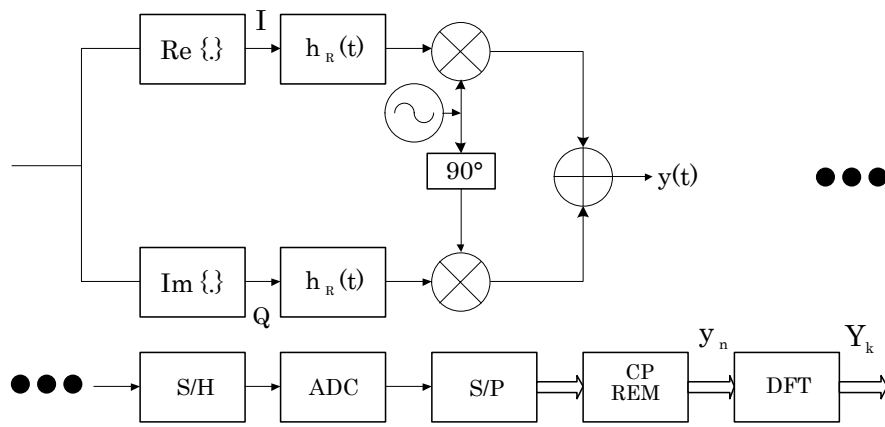 Re {.}
I
h_R(t)
90°
y(t)
Im {.}
Q
h_R(t)
S/H
ADC
S/P
CP
REM
y_n
DFT
Y_k